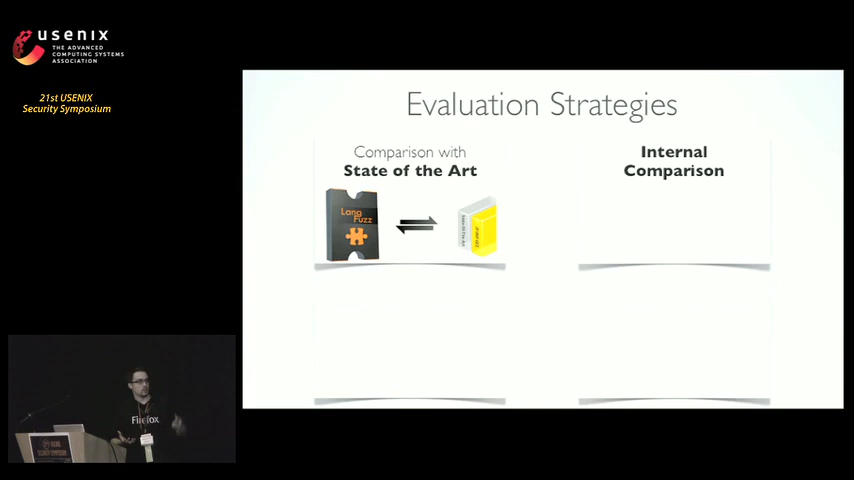 usenix
THE ADVANCED
COMPUTING SYSTEMS
ASSOCIATION
21st USENIX
Security Symposium
Evaluation Strategies
Comparison with
State of the Art
Lang
Fuzz
Internal
Comparison
Firefox